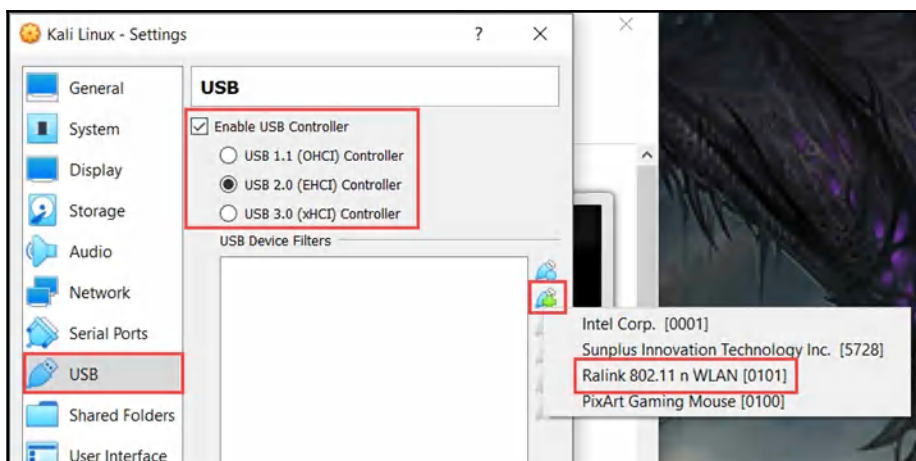 Kali Linux - Settings
?
General
System
Display
Storage
Audio
Network
Serial Ports
USB
Shared Folders
User Interface
USB
Enable USB Controller
USB 1.1 (OHCI) Controller
USB 2.0 (EHCI) Controller
USB 3.0 (xHCI) Controller
USB Device Filters
Intel Corp. [0001]
Sunplus Innovation Technology Inc. [5728]
Ralink 802.11 n WLAN [0101]
PixArt Gaming Mouse [0100]